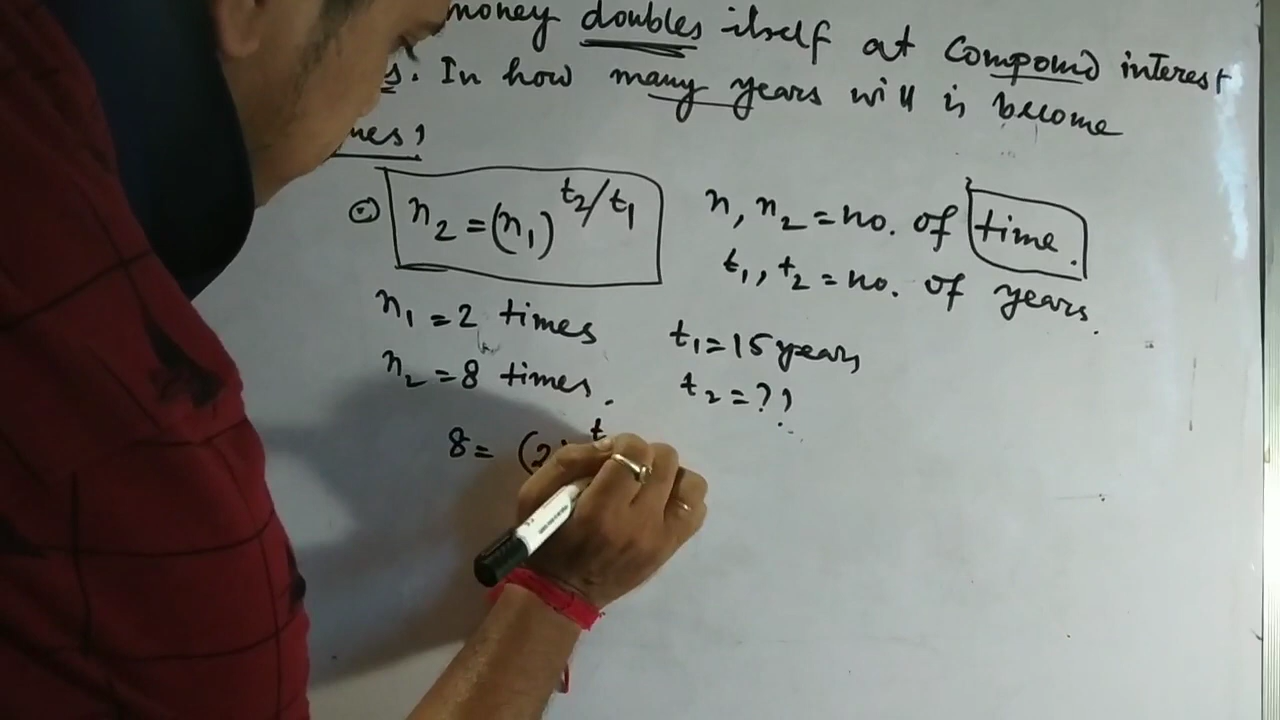 money doubles itself at Compound interest
s. In how many years will is become
mes?
n₂ = (n₁)^t₂/t₁
n, n₂ = no. of time.
t₁, t₂ = no. of years.
n₁ = 2 times
t₁ = 15 years
n₂ = 8 times.
t₂ = ??
8 = (2) t